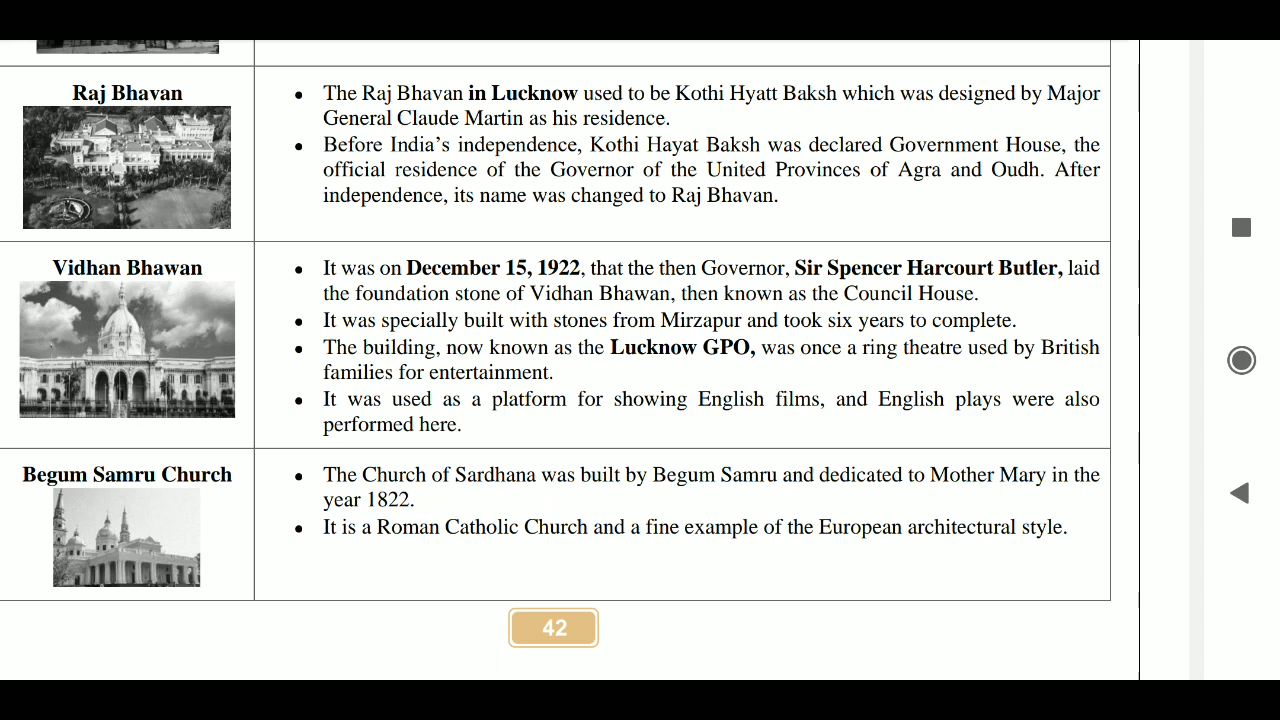 Raj Bhavan
• The Raj Bhavan in Lucknow used to be Kothi Hyatt Baksh which was designed by Major
General Claude Martin as his residence.
• Before India’s independence, Kothi Hayat Baksh was declared Government House, the
official residence of the Governor of the United Provinces of Agra and Oudh. After
independence, its name was changed to Raj Bhavan.
Vidhan Bhawan
• It was on December 15, 1922, that the then Governor, Sir Spencer Harcourt Butler, laid
the foundation stone of Vidhan Bhawan, then known as the Council House.
• It was specially built with stones from Mirzapur and took six years to complete.
• The building, now known as the Lucknow GPO, was once a ring theatre used by British
families for entertainment.
• It was used as a platform for showing English films, and English plays were also
performed here.
Begum Samru Church
• The Church of Sardhana was built by Begum Samru and dedicated to Mother Mary in the
year 1822.
• It is a Roman Catholic Church and a fine example of the European architectural style.
42